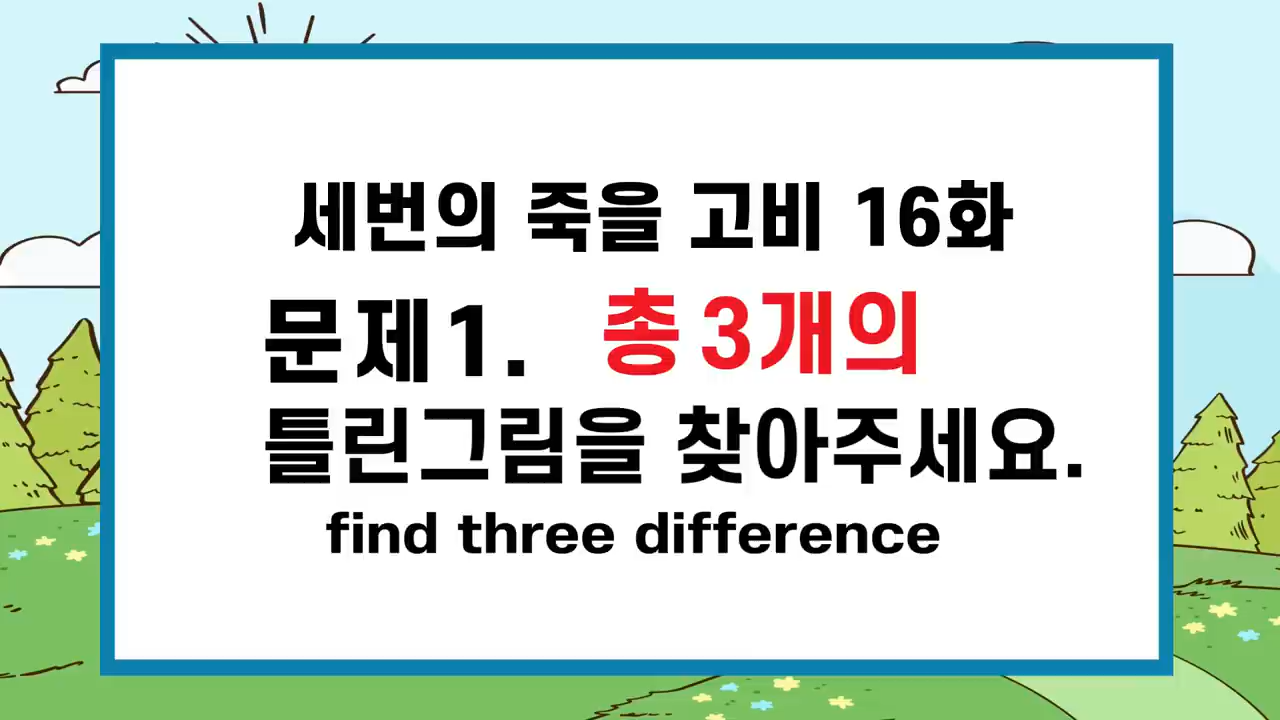 세번의 죽을 고비 16화
문제1. 총3개의
틀린그림을 찾아주세요.
find three difference